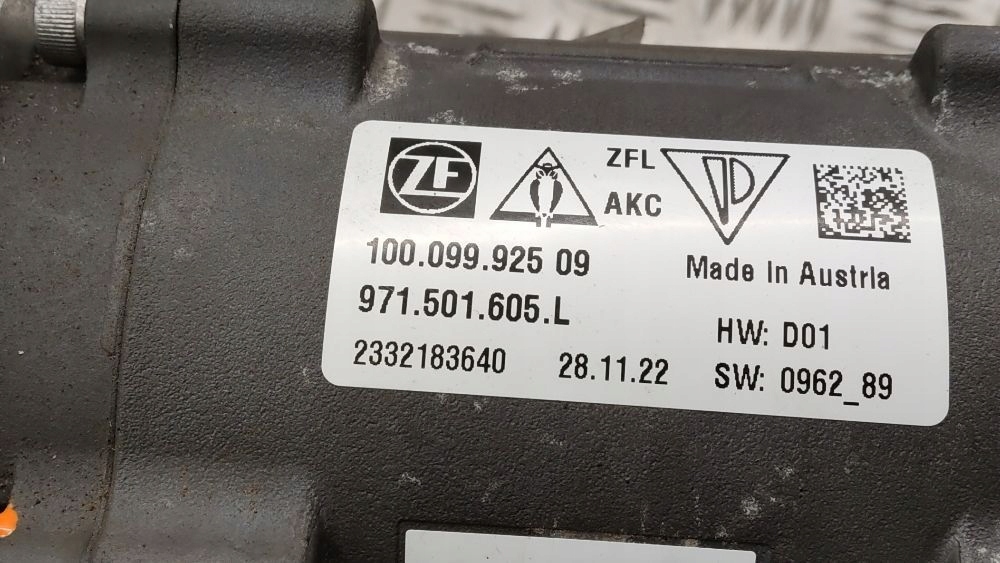 ZF
ZFL
AKC
100.099.925 09
Made In Austria
971.501.605.L
HW: D01
2332183640 28.11.22
SW: 0962_89